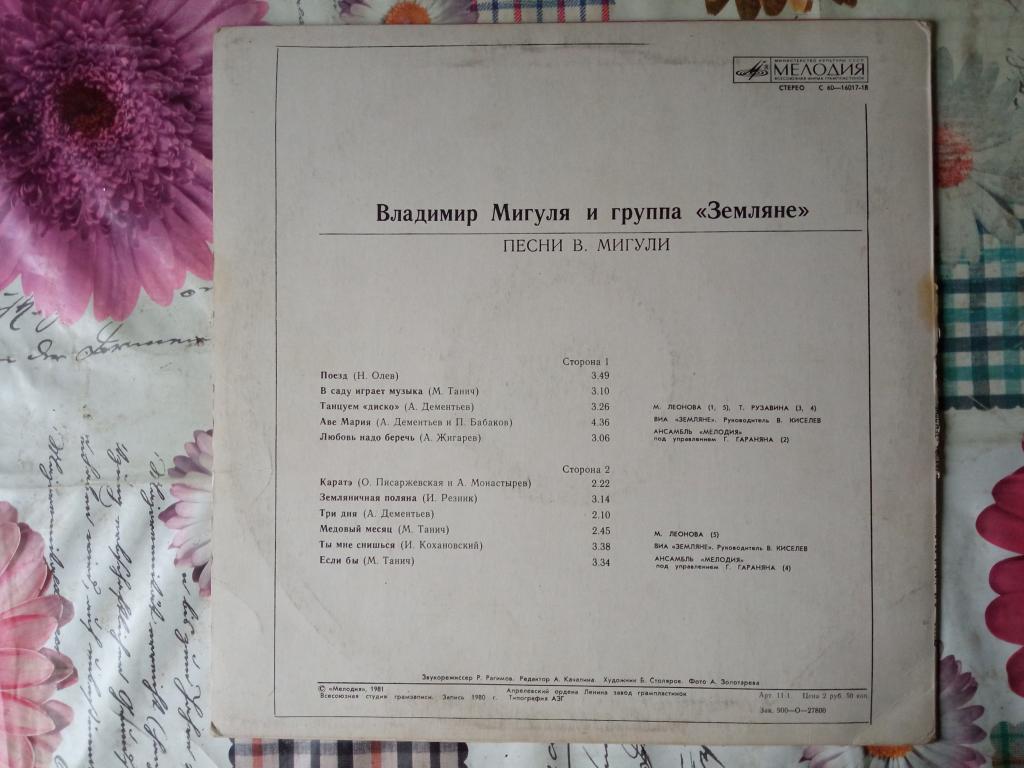 МИНИСТЕРСТВО КУЛЬТУРЫ СССР
МЕЛОДИЯ
ВСЕСОЮЗНАЯ ФИРМА ГРАМПЛАСТИНОК
СТЕРЕО С 60—16017-18
Владимир Мигуля и группа «Земляне»
ПЕСНИ В. МИГУЛИ
Сторона 1
Поезд (Н. Олев) 3.49
В саду играет музыка (М. Танич) 3.10
Танцуем «диско» (А. Дементьев) 3.26
Аве Мария (А. Дементьев и П. Бабаков) 4.36
Любовь надо беречь (А. Жигарев) 3.06
М. ЛЕОНОВА (1, 5), Т. РУЗАВИНА (3, 4)
ВИА «ЗЕМЛЯНЕ». Руководитель В. КИСЕЛЕВ
АНСАМБЛЬ «МЕЛОДИЯ»
под управлением Г. ГАРАНЯНА (2)
Сторона 2
Каратэ (О. Писаржевская и А. Монастырев) 2.22
Земляничная поляна (И. Резник) 3.14
Три дня (А. Дементьев) 2.10
Медовый месяц (М. Танич) 2.45
Ты мне снишься (И. Кохановский) 3.38
Если бы (М. Танич) 3.34
М. ЛЕОНОВА (5)
ВИА «ЗЕМЛЯНЕ». Руководитель В. КИСЕЛЕВ
АНСАМБЛЬ «МЕЛОДИЯ»
под управлением Г. ГАРАНЯНА (4)
Звукорежиссер Р. Рагимов. Редактор А. Качалина. Художник Б. Столяров. Фото А. Золотарева
© «Мелодия», 1981
Всесоюзная студия грамзаписи. Запись 1980 г.
Апрелевский ордена Ленина завод грампластинок
Типография АЗГ
Арт. 11-1. Цена 2 руб. 50 коп.
Зак. 900—О—27800